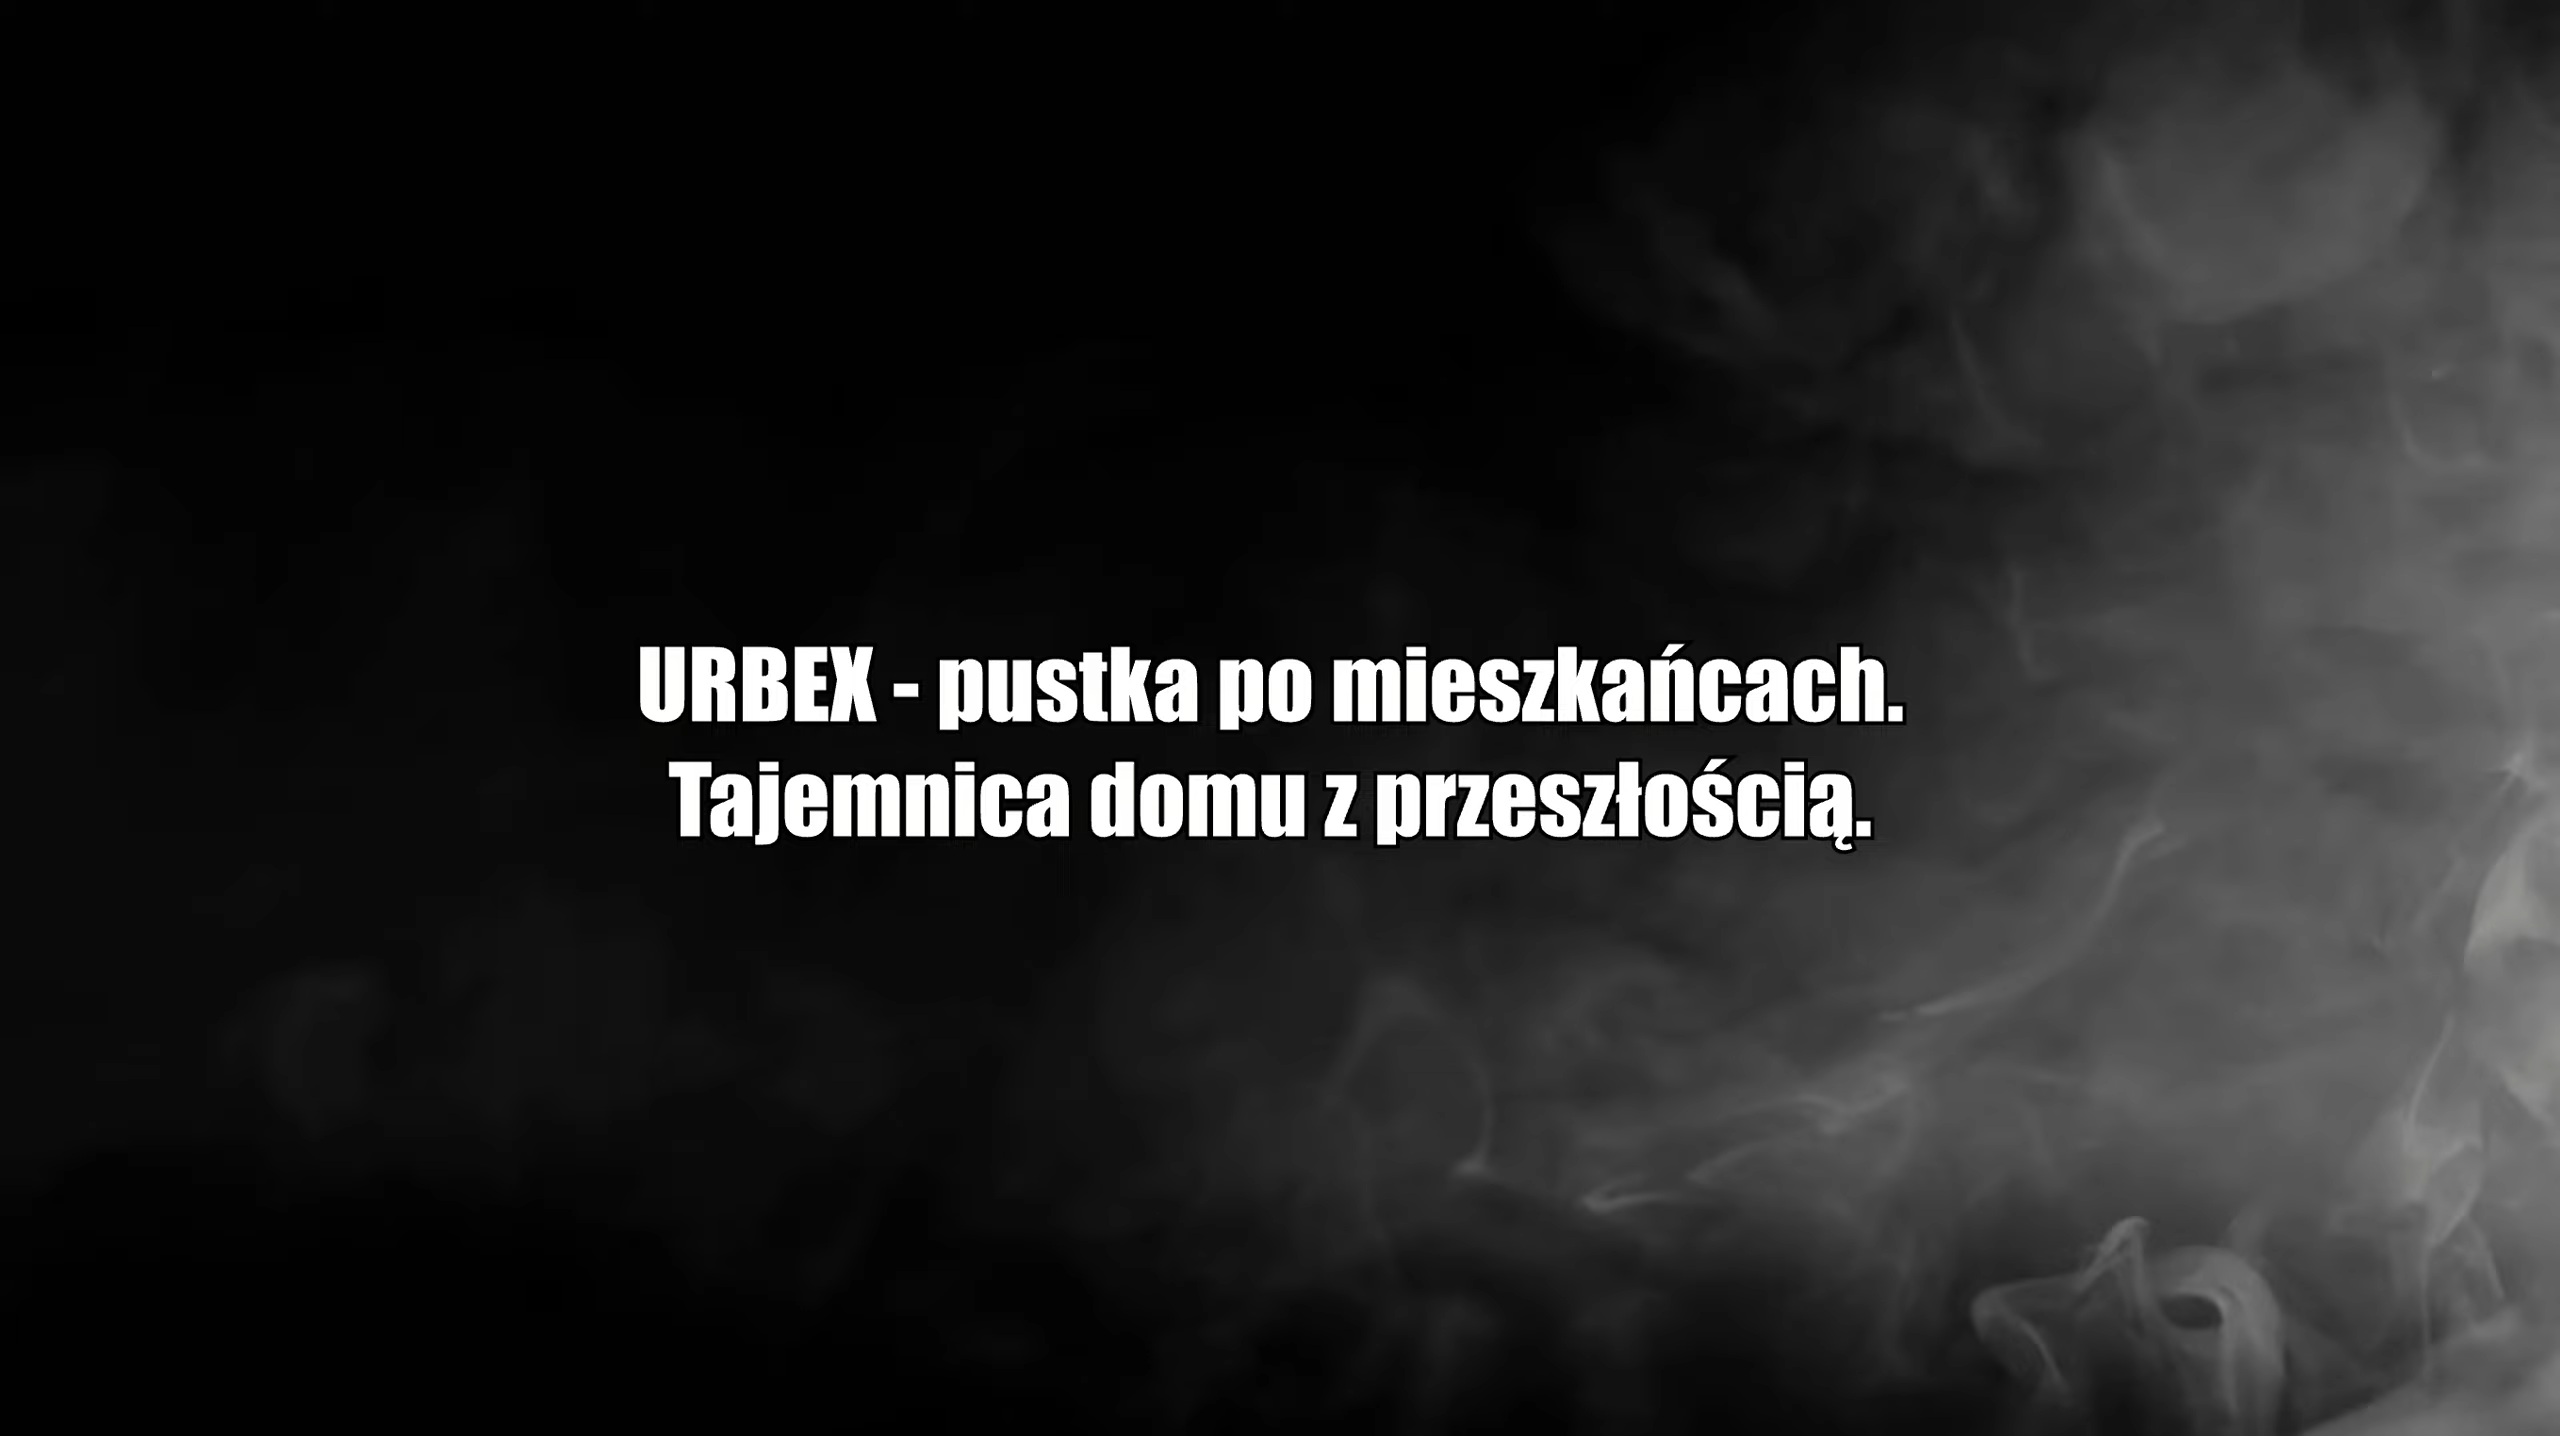 URBEX - pustka po mieszkańcach.
Tajemnica domu z przeszłością.